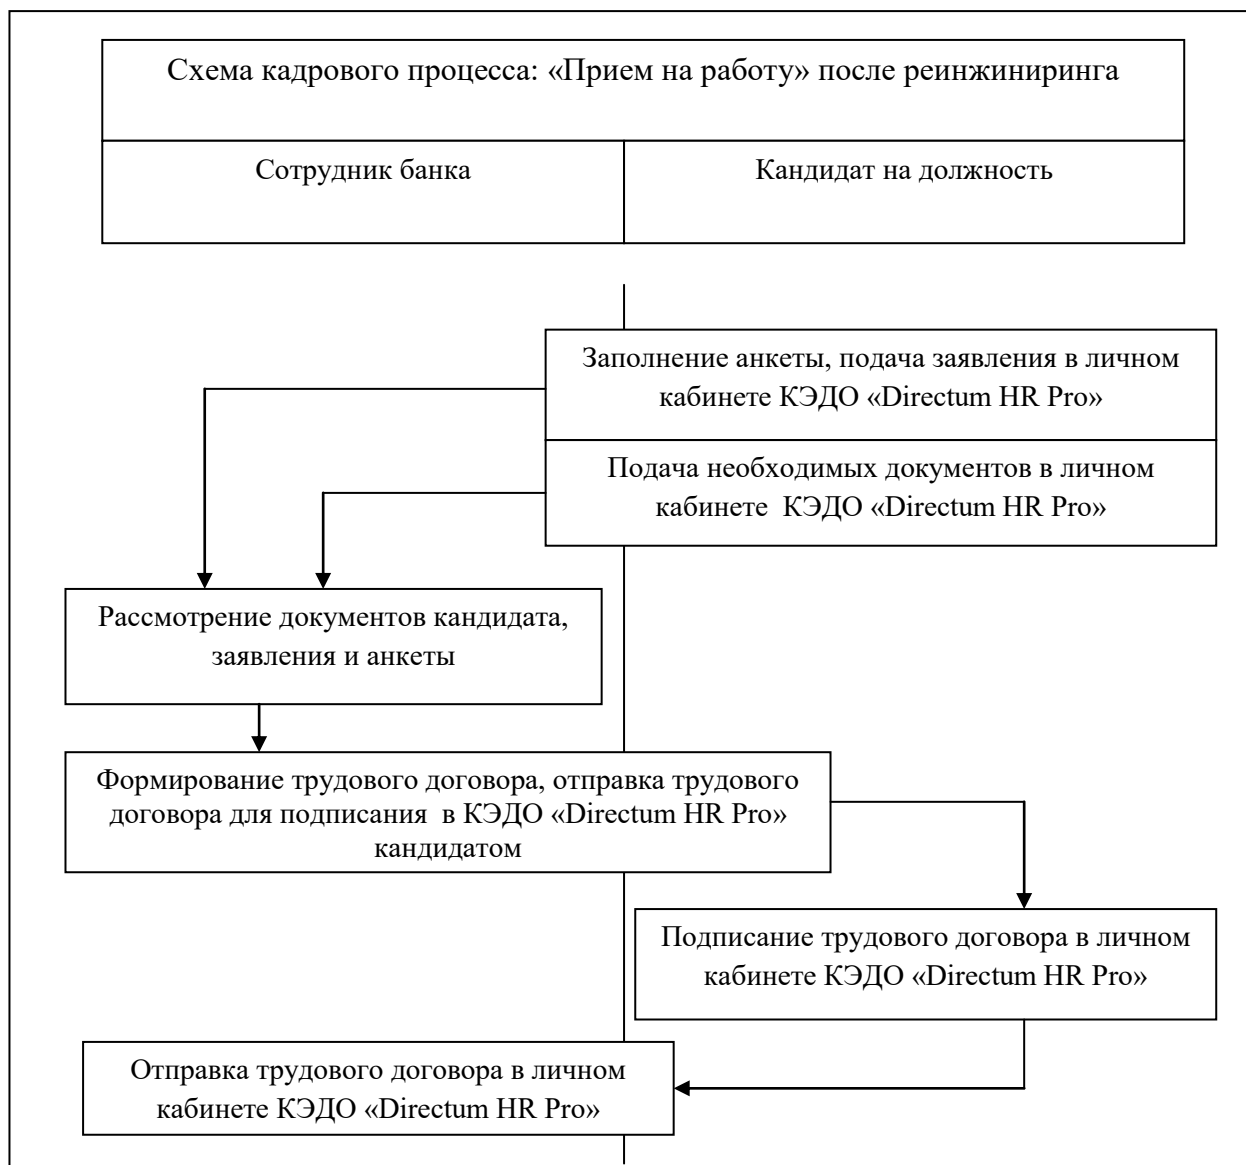 Схема кадрового процесса: «Прием на работу» после реинжиниринга
Сотрудник банка
Кандидат на должность
Заполнение анкеты, подача заявления в личном
кабинете КЭДО «Directum HR Pro»
Подача необходимых документов в личном
кабинете КЭДО «Directum HR Pro»
Рассмотрение документов кандидата,
заявления и анкеты
Формирование трудового договора, отправка трудового
договора для подписания в КЭДО «Directum HR Pro»
кандидатом
Подписание трудового договора в личном
кабинете КЭДО «Directum HR Pro»
Отправка трудового договора в личном
кабинете КЭДО «Directum HR Pro»